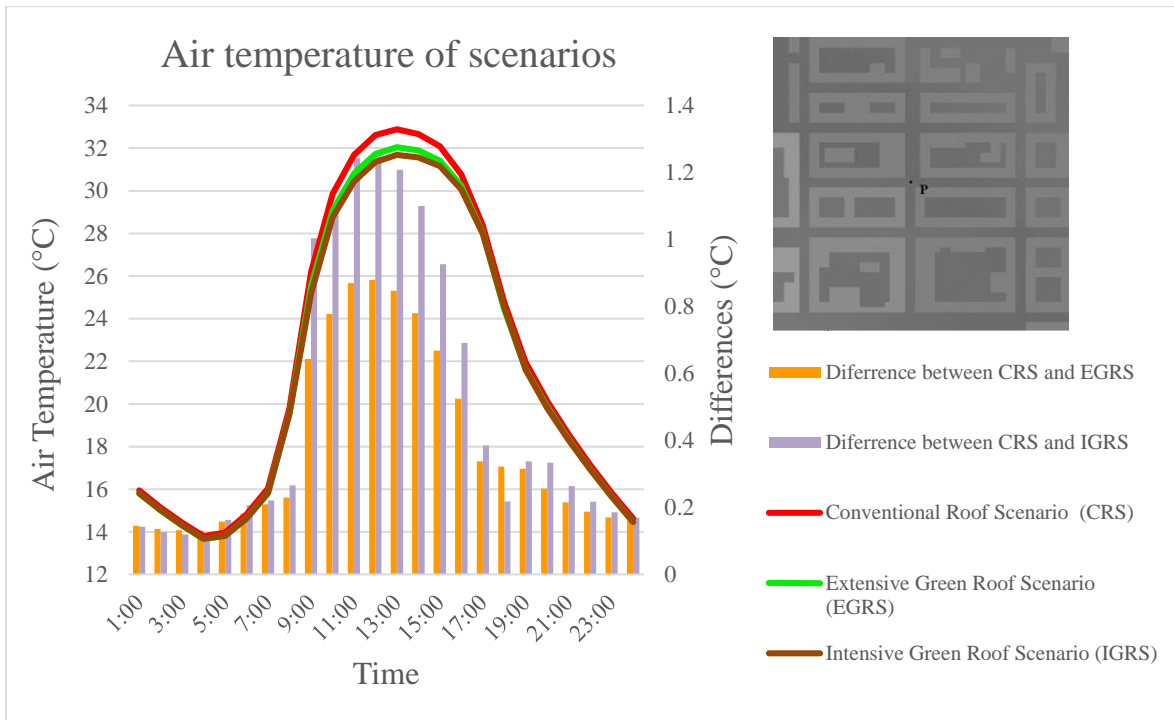 Air temperature of scenarios
34
32
30
28
26
24
22
20
18
16
14
12
1.4
1.2
1
0.8
0.6
0.4
0.2
0
Air Temperature (°C)
Differences (°C)
1:00
3:00
5:00
7:00
9:00
11:00
13:00
15:00
17:00
19:00
21:00
23:00
Time
P
Diferrence between CRS and EGRS
Diferrence between CRS and IGRS
Conventional Roof Scenario (CRS)
Extensive Green Roof Scenario
(EGRS)
Intensive Green Roof Scenario (IGRS)